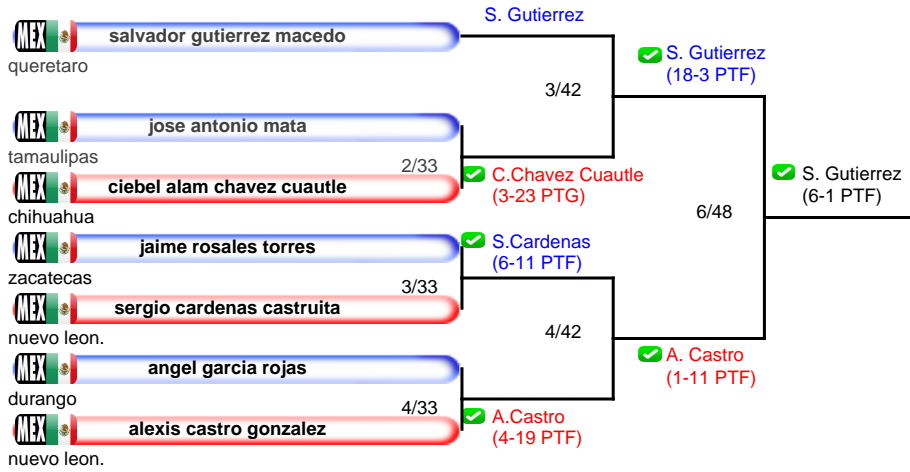 S. Gutierrez
MEX salvador gutierrez macedo
queretaro
S. Gutierrez
(18-3 PTF)
3/42
MEX jose antonio mata
tamaulipas
2/33
MEX ciebel alam chavez cuautle
chihuahua
C.Chavez Cuautle
(3-23 PTG)
S. Gutierrez
(6-1 PTF)
6/48
MEX jaime rosales torres
zacatecas
S.Cardenas
(6-11 PTF)
3/33
MEX sergio cardenas castruita
nuevo leon.
4/42
MEX angel garcia rojas
durango
A. Castro
(1-11 PTF)
4/33
MEX alexis castro gonzalez
nuevo leon.
A.Castro
(4-19 PTF)